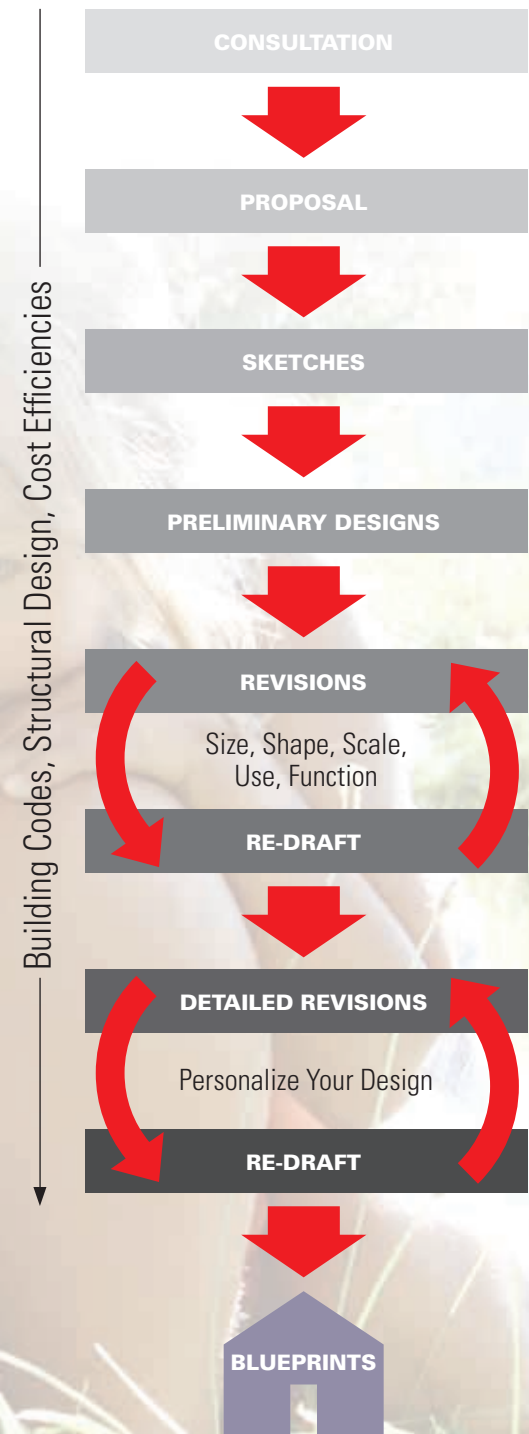 CONSULTATION
PROPOSAL
SKETCHES
PRELIMINARY DESIGNS
REVISIONS
Size, Shape, Scale,
Use, Function
RE-DRAFT
DETAILED REVISIONS
Personalize Your Design
RE-DRAFT
BLUEPRINTS
Building Codes, Structural Design, Cost Efficiencies